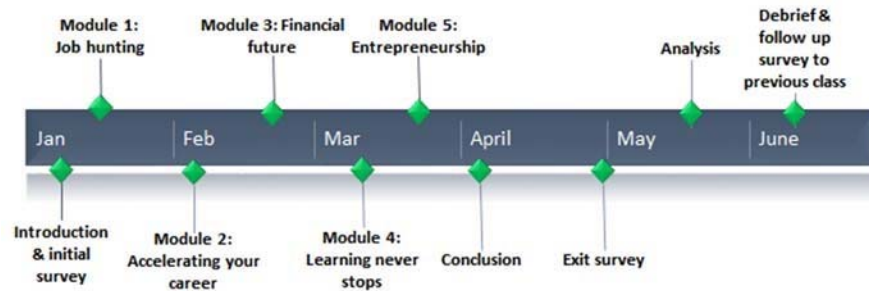 Module 1:
Job hunting
Module 3: Financial
future
Module 5:
Entrepreneurship
Analysis
Debrief &
follow up
survey to
previous class
Jan
Feb
Mar
April
May
June
Introduction
& initial
survey
Module 2:
Accelerating your
career
Module 4:
Learning never
stops
Conclusion
Exit survey